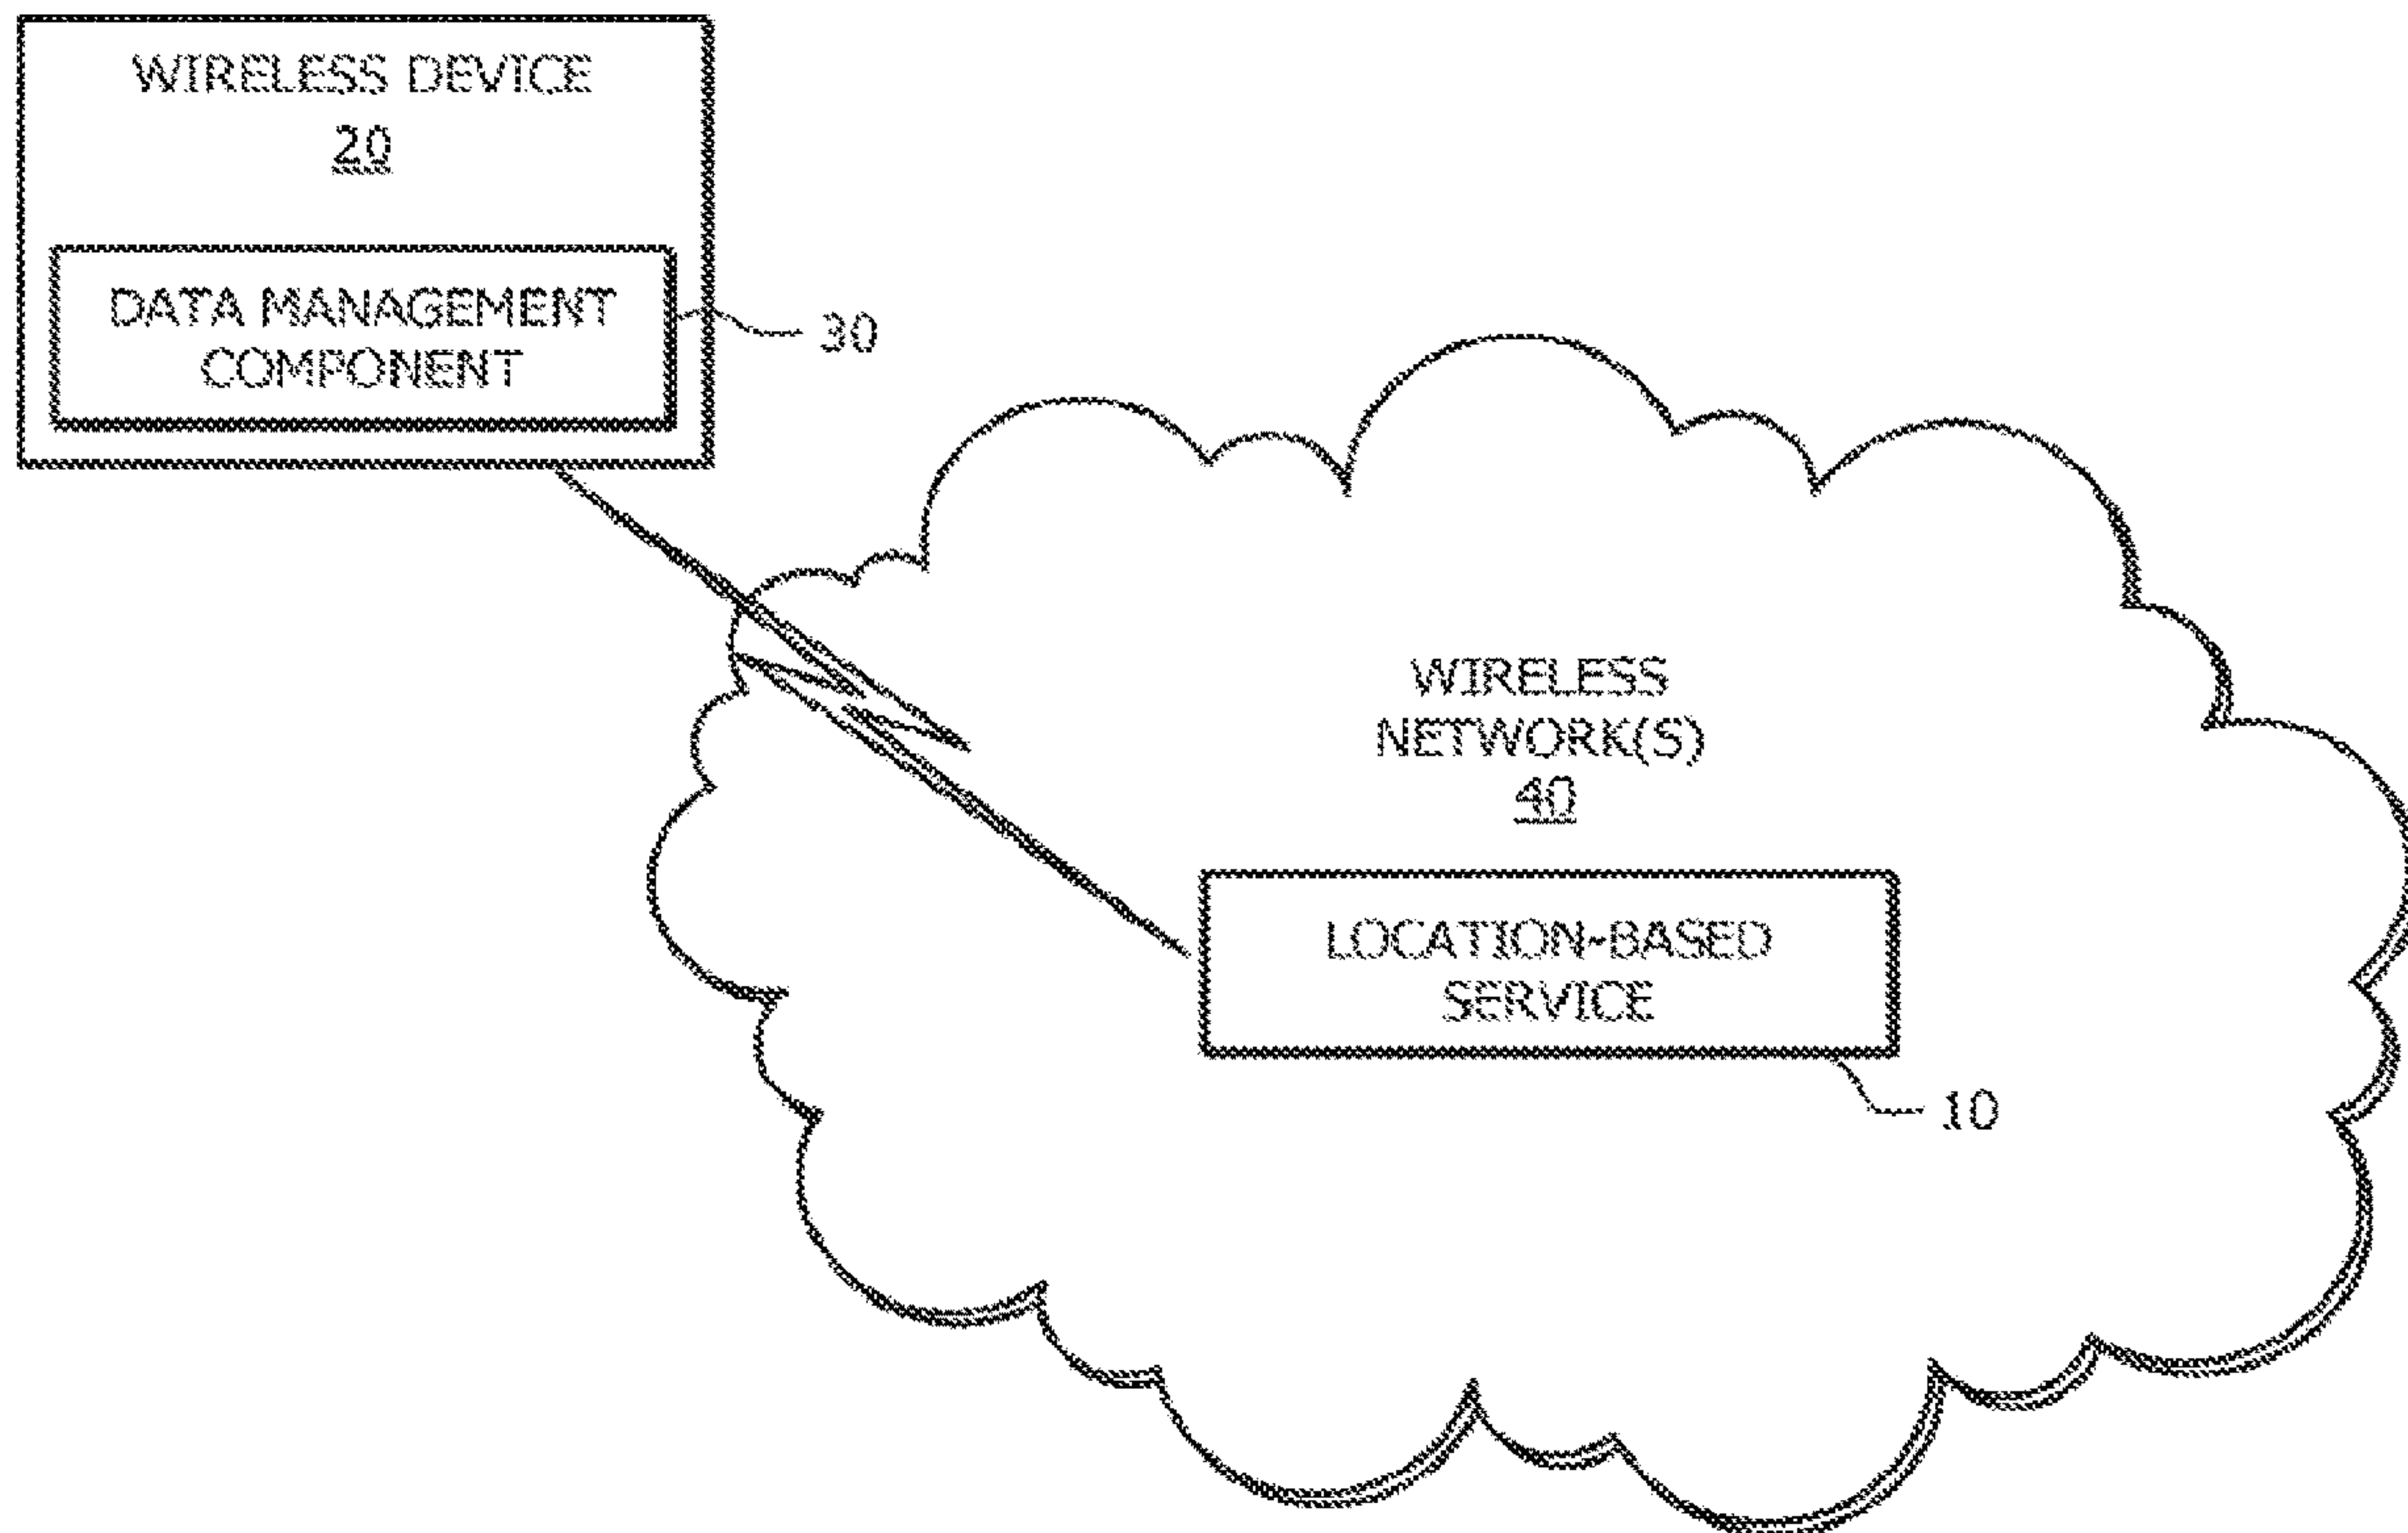 WIRELESS DEVICE
20
DATA MANAGEMENT
COMPONENT
30
WIRELESS
NETWORK(S)
40
LOCATION-BASED
SERVICE
10